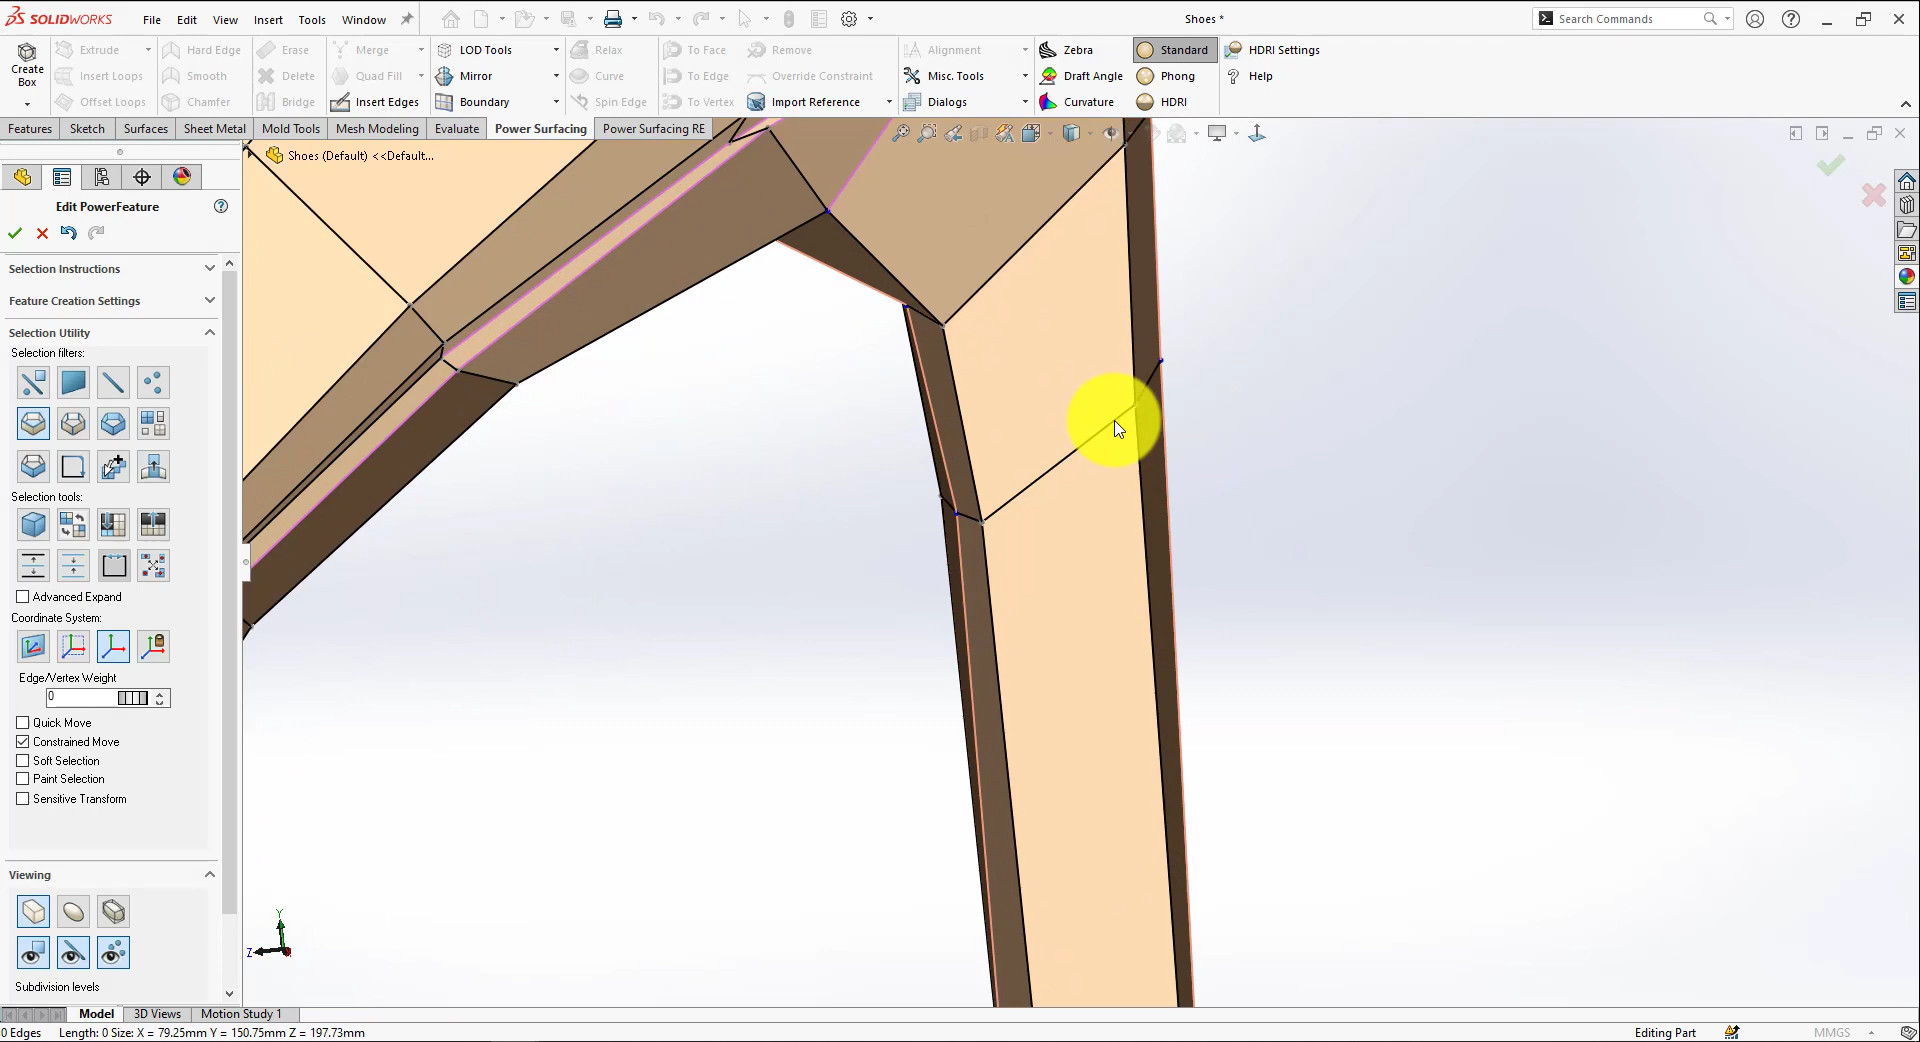 SOLIDWORKS File Edit View Insert Tools Window Shoes * Search Commands
Create Box
Extrude Hard Edge Erase Merge LOD Tools Relax To Face Remove Alignment Zebra Standard HDRI Settings
Insert Loops Smooth Delete Quad Fill Mirror Curve To Edge Override Constraint Misc. Tools Draft Angle Phong Help
Offset Loops Chamfer Bridge Insert Edges Boundary Spin Edge To Vertex Import Reference Dialogs Curvature HDRI
Features Sketch Surfaces Sheet Metal Mold Tools Mesh Modeling Evaluate Power Surfacing Power Surfacing RE
Shoes (Default) <<Default...
Edit PowerFeature
Selection Instructions
Feature Creation Settings
Selection Utility
Selection filters:
Selection tools:
Advanced Expand
Coordinate System:
Edge/Vertex Weight
0
Quick Move
Constrained Move
Soft Selection
Paint Selection
Sensitive Transform
Viewing
Y
Z
Subdivision levels
Model 3D Views Motion Study 1
0 Edges Length: 0 Size: X = 79.25mm Y = 150.75mm Z = 197.73mm Editing Part MMGS